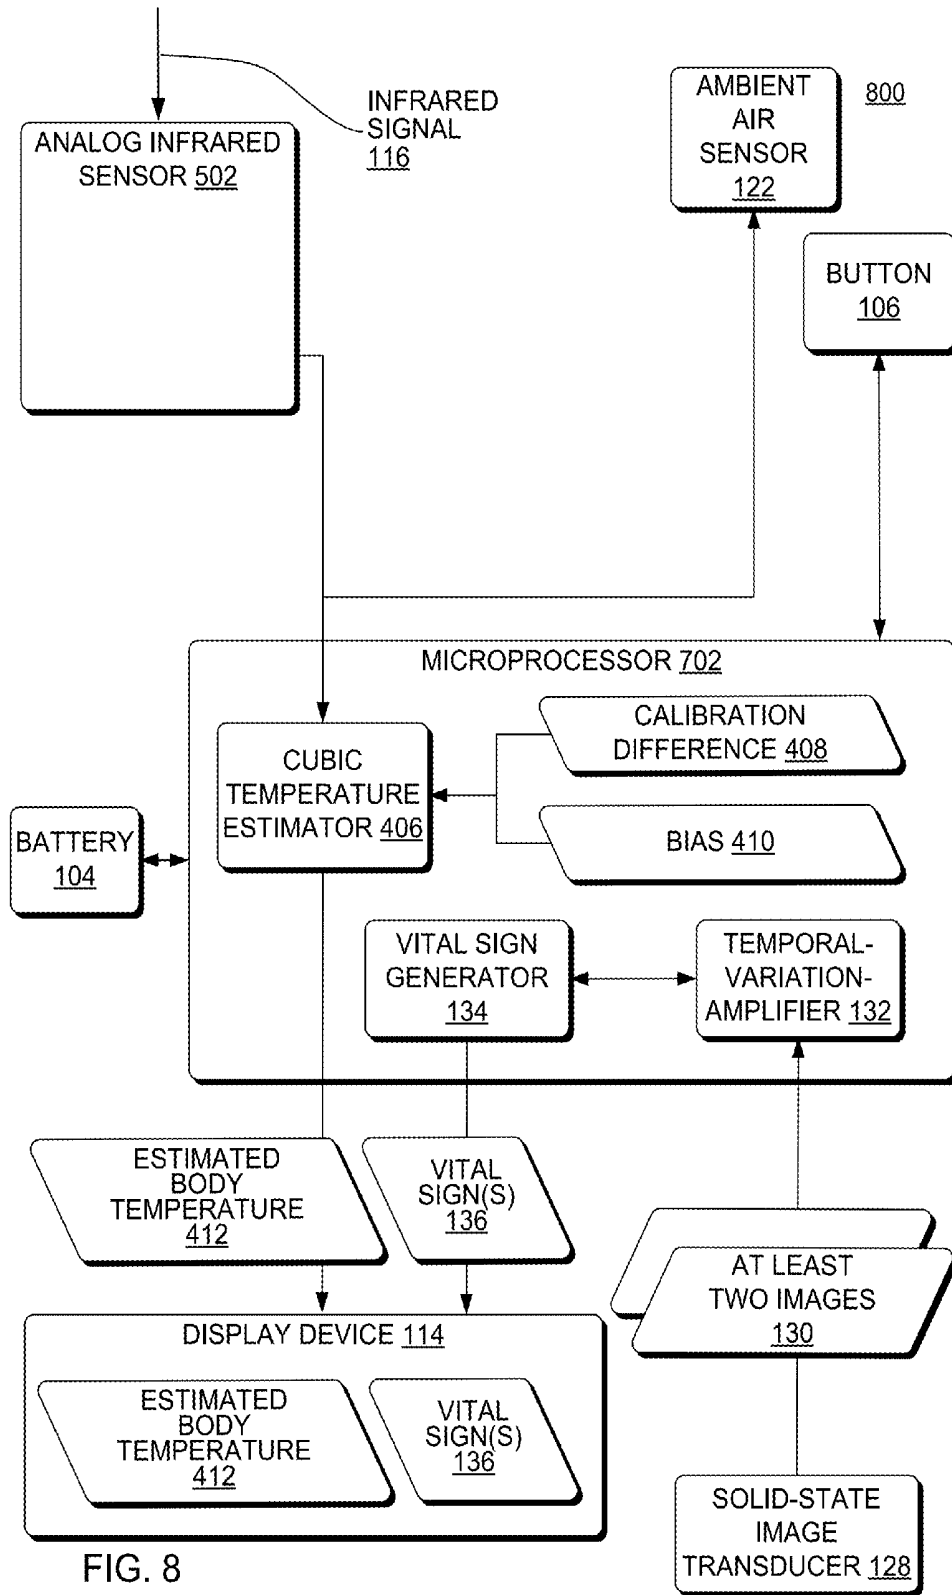 INFRARED
SIGNAL
116
ANALOG INFRARED
SENSOR 502
AMBIENT
AIR
SENSOR
122
800
BUTTON
106
MICROPROCESSOR 702
CALIBRATION
DIFFERENCE 408
CUBIC
TEMPERATURE
ESTIMATOR 406
BIAS 410
BATTERY
104
VITAL SIGN
GENERATOR
134
TEMPORAL-
VARIATION-
AMPLIFIER 132
ESTIMATED
BODY
TEMPERATURE
412
VITAL
SIGN(S)
136
AT LEAST
TWO IMAGES
130
DISPLAY DEVICE 114
ESTIMATED
BODY
TEMPERATURE
412
VITAL
SIGN(S)
136
SOLID-STATE
IMAGE
TRANSDUCER 128
FIG. 8